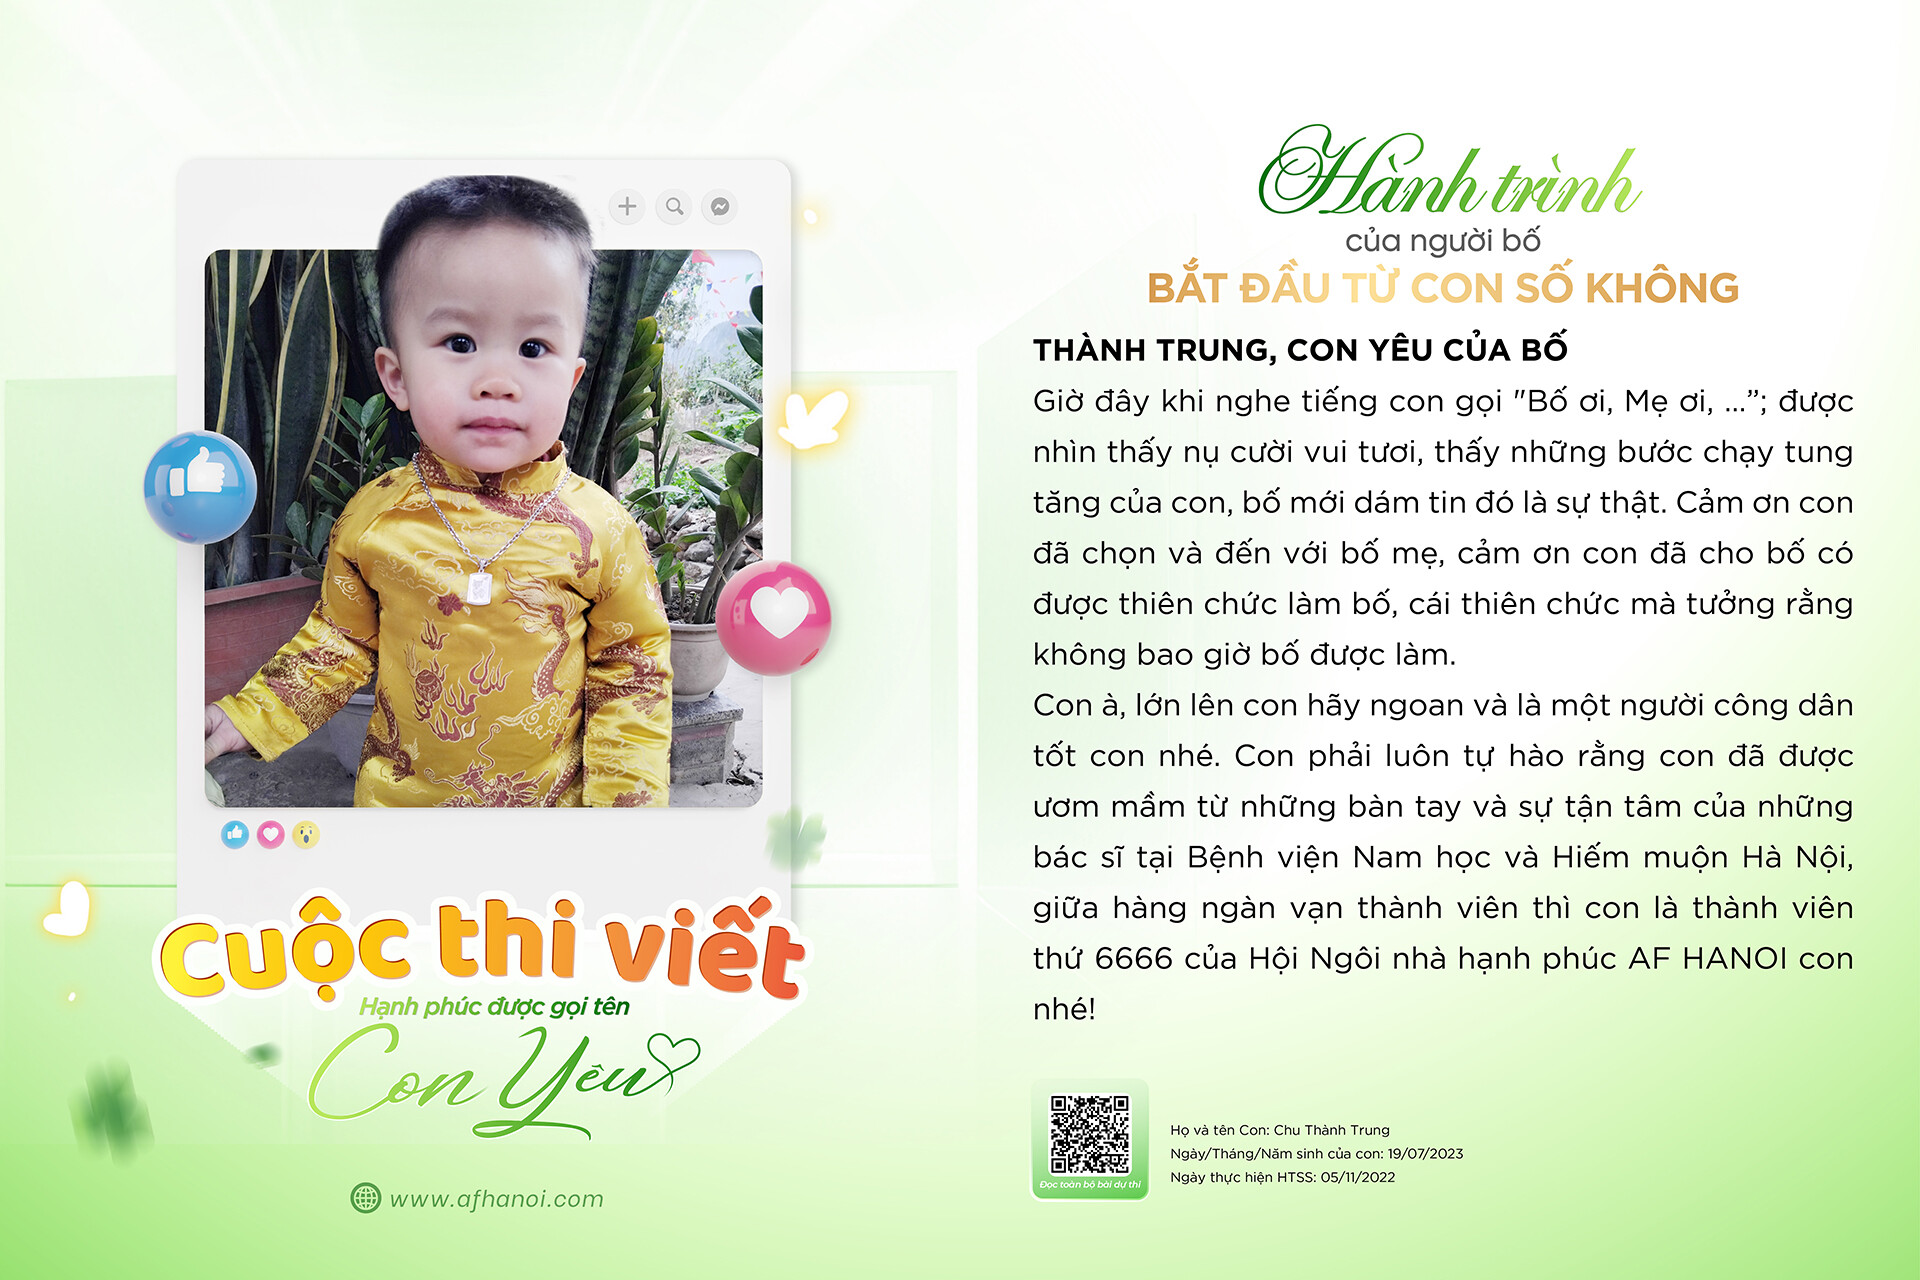 Cuộc thi viết
Hạnh phúc được gọi tên
Con Yêu
www.afhanoi.com
Hành trình
của người bố
BẮT ĐẦU TỪ CON SỐ KHÔNG
THÀNH TRUNG, CON YÊU CỦA BỐ
Giờ đây khi nghe tiếng con gọi "Bố ơi, Mẹ ơi, ...”; được
nhìn thấy nụ cười vui tươi, thấy những bước chạy tung
tăng của con, bố mới dám tin đó là sự thật. Cảm ơn con
đã chọn và đến với bố mẹ, cảm ơn con đã cho bố có
được thiên chức làm bố, cái thiên chức mà tưởng rằng
không bao giờ bố được làm.
Con à, lớn lên con hãy ngoan và là một người công dân
tốt con nhé. Con phải luôn tự hào rằng con đã được
ươm mầm từ những bàn tay và sự tận tâm của những
bác sĩ tại Bệnh viện Nam học và Hiếm muộn Hà Nội,
giữa hàng ngàn vạn thành viên thì con là thành viên
thứ 6666 của Hội Ngôi nhà hạnh phúc AF HANOI con
nhé!
Đọc toàn bộ bài dự thi
Họ và tên Con: Chu Thành Trung
Ngày/Tháng/Năm sinh của con: 19/07/2023
Ngày thực hiện HTSS: 05/11/2022